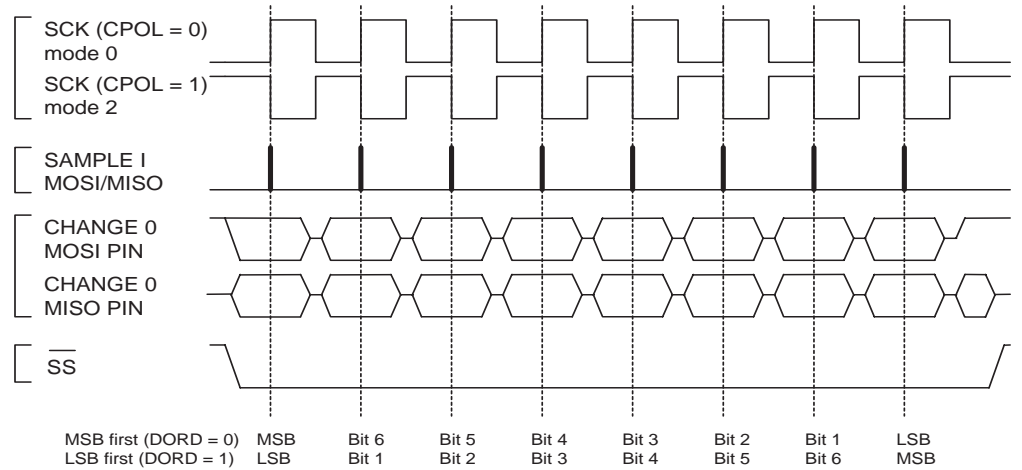 SCK (CPOL = 0)
mode 0
SCK (CPOL = 1)
mode 2
SAMPLE I
MOSI/MISO
CHANGE 0
MOSI PIN
CHANGE 0
MISO PIN
SS
MSB first (DORD = 0) MSB Bit 6 Bit 5 Bit 4 Bit 3 Bit 2 Bit 1 LSB
LSB first (DORD = 1) LSB Bit 1 Bit 2 Bit 3 Bit 4 Bit 5 Bit 6 MSB